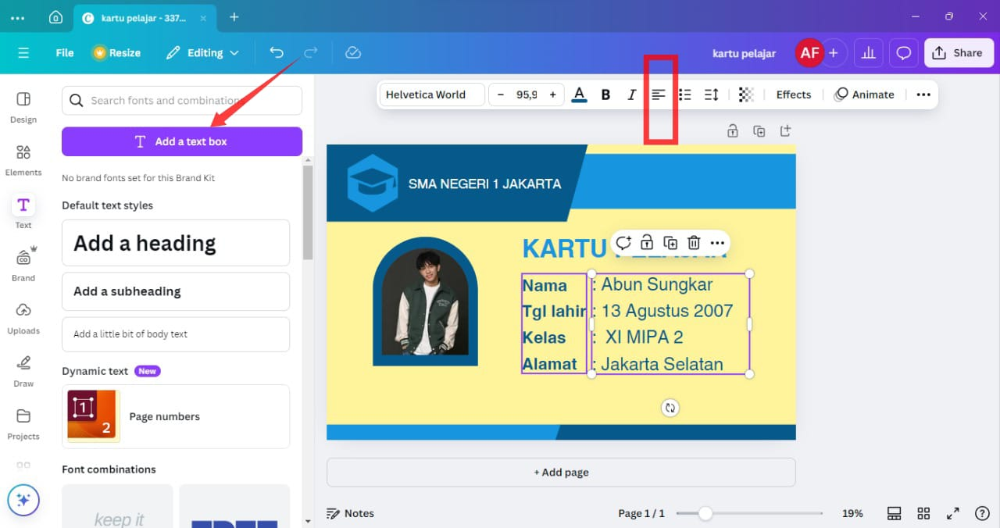 kartu pelajar - 337...
File
Resize
Editing
kartu pelajar
AF
Share
Design
Elements
Text
Brand
Uploads
Draw
Projects
Search fonts and combinations
Add a text box
No brand fonts set for this Brand Kit
Default text styles
Add a heading
Add a subheading
Add a little bit of body text
Dynamic text New
1
2
Page numbers
Font combinations
keep it
Helvetica World
– 95,9 +
A B I
Effects
Animate
SMA NEGERI 1 JAKARTA
KARTU
Nama : Abun Sungkar
Tgl lahir : 13 Agustus 2007
Kelas : XI MIPA 2
Alamat : Jakarta Selatan
+ Add page
Notes
Page 1 / 1
19%